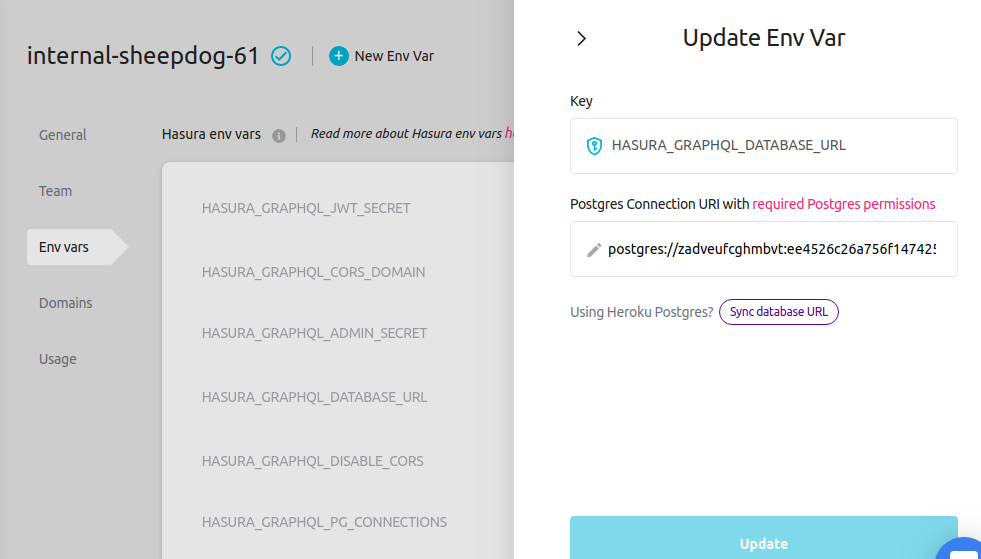 internal-sheepdog-61
New Env Var
General
Team
Env vars
Domains
Usage
Hasura env vars
Read more about Hasura env vars
HASURA_GRAPHQL_JWT_SECRET
HASURA_GRAPHQL_CORS_DOMAIN
HASURA_GRAPHQL_ADMIN_SECRET
HASURA_GRAPHQL_DATABASE_URL
HASURA_GRAPHQL_DISABLE_CORS
HASURA_GRAPHQL_PG_CONNECTIONS
Update Env Var
Key
HASURA_GRAPHQL_DATABASE_URL
Postgres Connection URI with required Postgres permissions
postgres://zadveufcghmbvt:ee4526c26a756f147425
Using Heroku Postgres? Sync database URL
Update